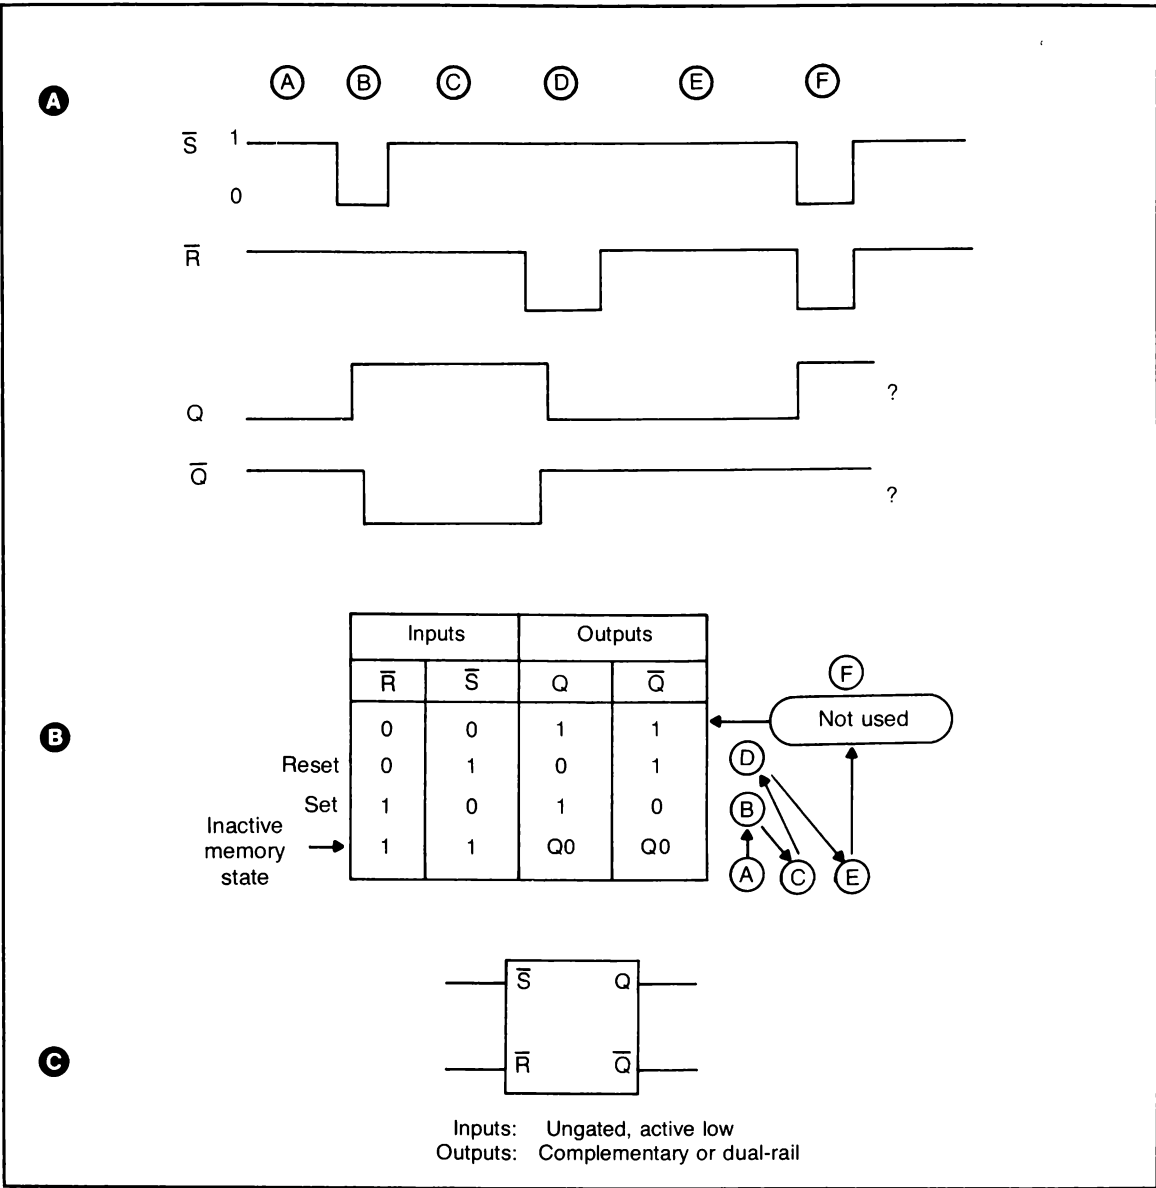 A B C D E F
A
S̅ 1
0
R̅
Q ?
Q̅ ?
Inputs Outputs
R̅ S̅ Q Q̅
F
Not used
B
0 0 1 1
Reset 0 1 0 1 D
Set 1 0 1 0 B
Inactive
memory
state
1 1 Q0 Q0 A C E
S̅ Q
C
R̅ Q̅
Inputs: Ungated, active low
Outputs: Complementary or dual-rail